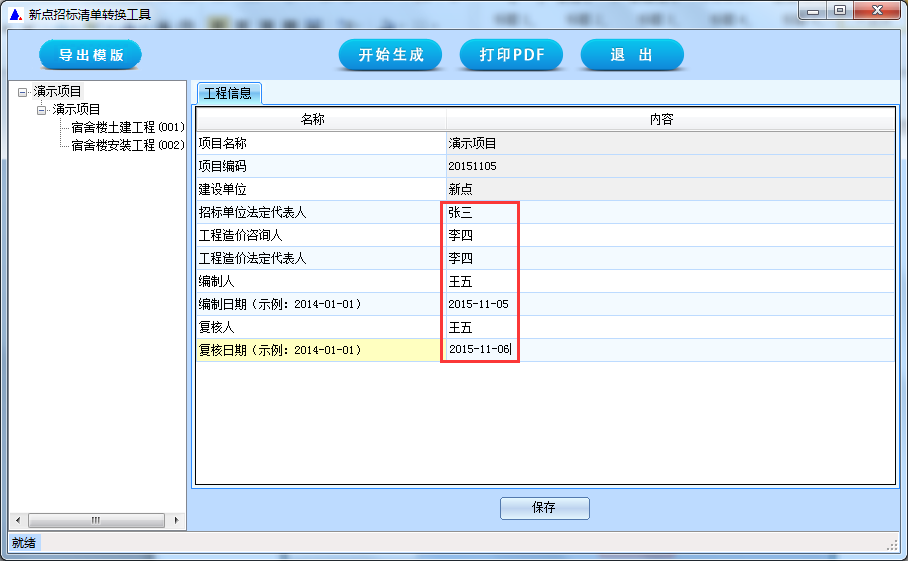 新点招标清单转换工具
导出模版
开始生成
打印PDF
退 出
演示项目
演示项目
宿舍楼土建工程(001)
宿舍楼安装工程(002)
工程信息
名称 内容
项目名称 演示项目
项目编码 20151105
建设单位 新点
招标单位法定代表人 张三
工程造价咨询人 李四
工程造价法定代表人 李四
编制人 王五
编制日期（示例：2014-01-01） 2015-11-05
复核人 王五
复核日期（示例：2014-01-01） 2015-11-06
保存
就绪